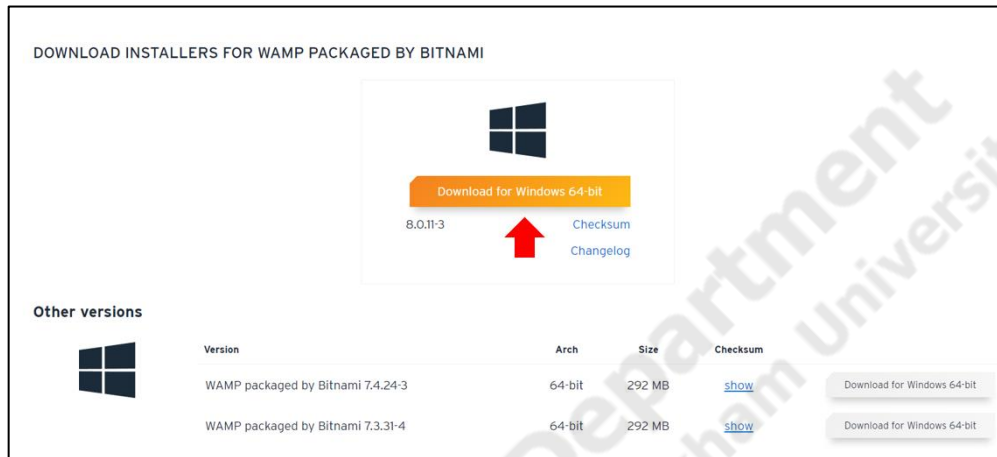 DOWNLOAD INSTALLERS FOR WAMP PACKAGED BY BITNAMI
Download for Windows 64-bit
8.0.11-3 Checksum
Changelog
Other versions
Version Arch Size Checksum
WAMP packaged by Bitnami 7.4.24-3 64-bit 292 MB show Download for Windows 64-bit
WAMP packaged by Bitnami 7.3.31-4 64-bit 292 MB show Download for Windows 64-bit
Department